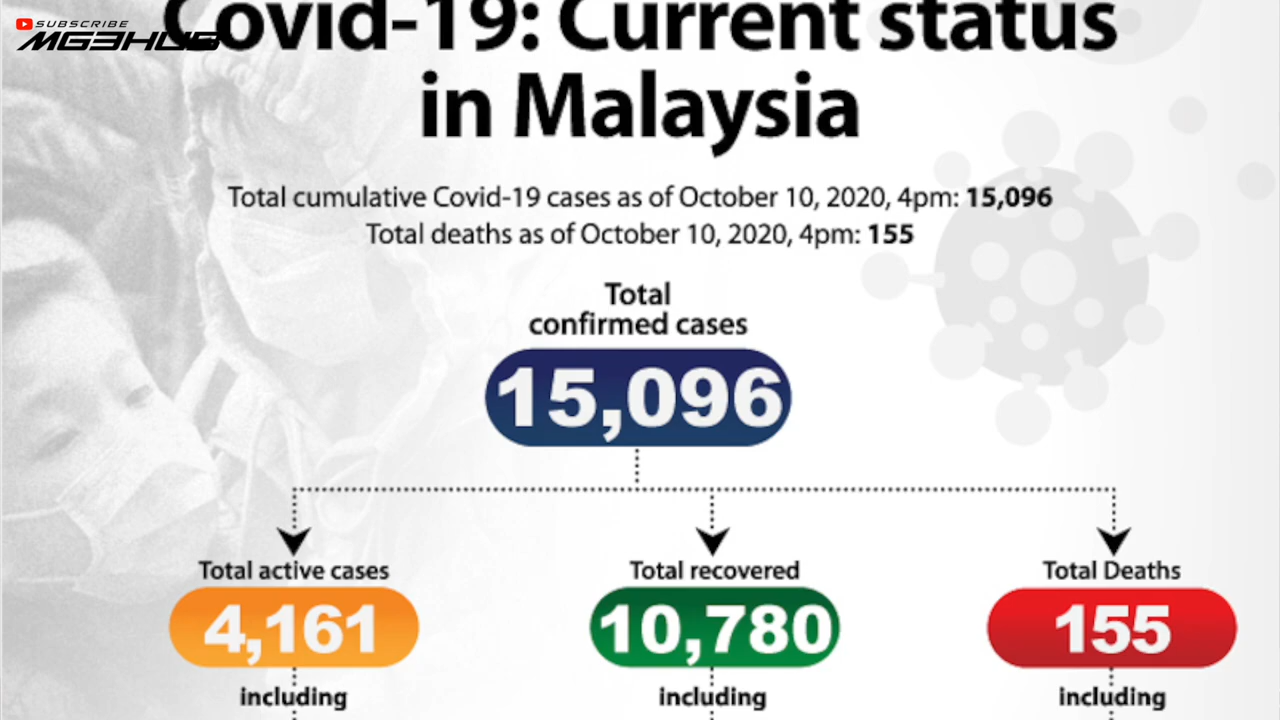 SUBSCRIBE
MG3HUB
Covid-19: Current status
in Malaysia
Total cumulative Covid-19 cases as of October 10, 2020, 4pm: 15,096
Total deaths as of October 10, 2020, 4pm: 155
Total
confirmed cases
15,096
Total active cases
4,161
including
Total recovered
10,780
including
Total Deaths
155
including